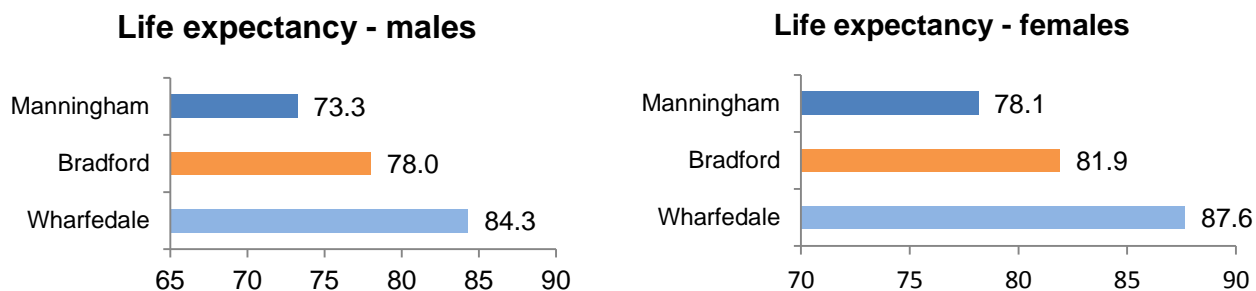 Life expectancy - males
Manningham
73.3
Bradford
78.0
Wharfedale
84.3
65 70 75 80 85 90
Life expectancy - females
Manningham
78.1
Bradford
81.9
Wharfedale
87.6
70 75 80 85 90